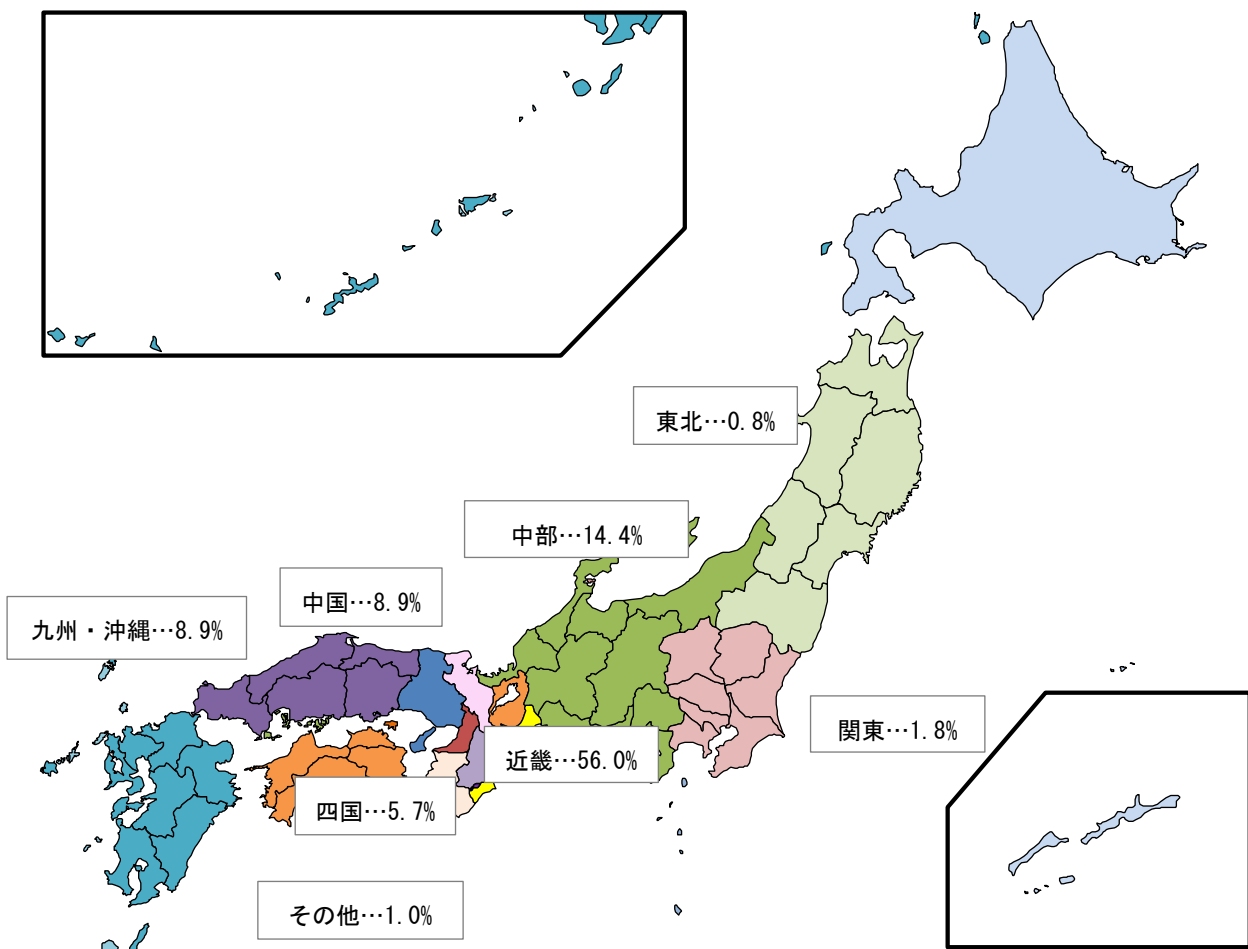 東北…0.8%
中部…14.4%
中国…8.9%
九州・沖縄…8.9%
関東…1.8%
近畿…56.0%
四国…5.7%
その他…1.0%